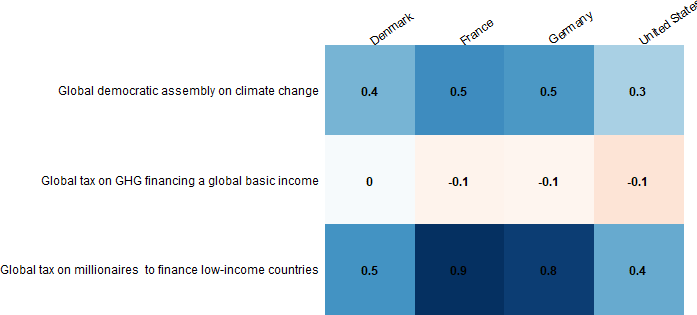 Denmark
France
Germany
United States
Global democratic assembly on climate change
0.4
0.5
0.5
0.3
Global tax on GHG financing a global basic income
0
-0.1
-0.1
-0.1
Global tax on millionaires to finance low-income countries
0.5
0.9
0.8
0.4